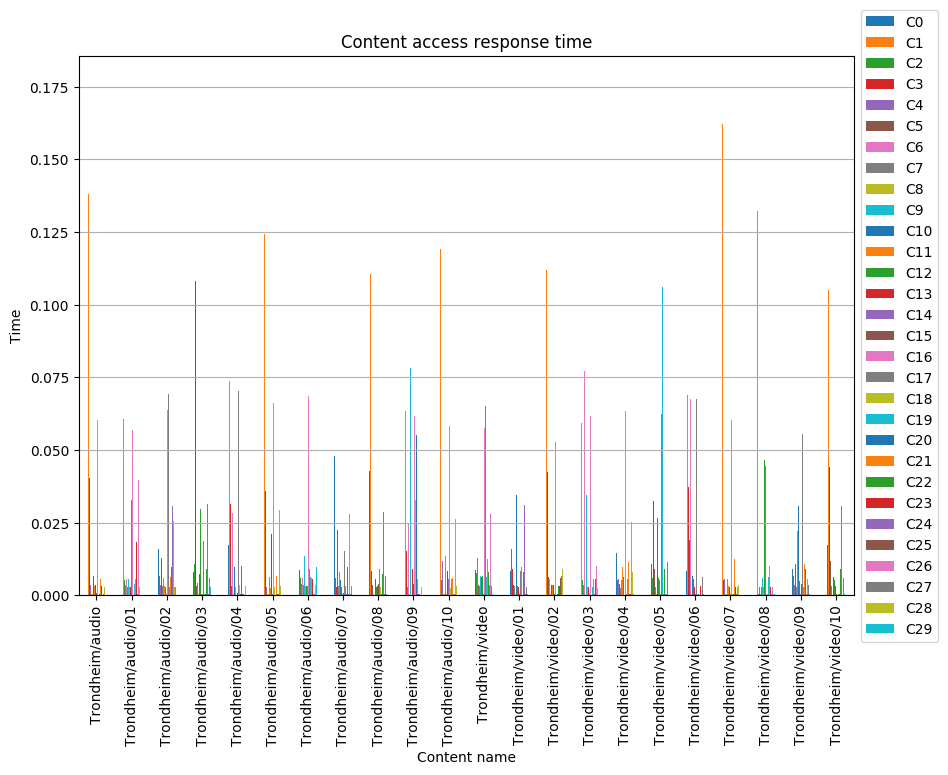 Content access response time
Time
0.175
0.150
0.125
0.100
0.075
0.050
0.025
0.000
Trondheim/audio
Trondheim/audio/01
Trondheim/audio/02
Trondheim/audio/03
Trondheim/audio/04
Trondheim/audio/05
Trondheim/audio/06
Trondheim/audio/07
Trondheim/audio/08
Trondheim/audio/09
Trondheim/audio/10
Trondheim/video
Trondheim/video/01
Trondheim/video/02
Trondheim/video/03
Trondheim/video/04
Trondheim/video/05
Trondheim/video/06
Trondheim/video/07
Trondheim/video/08
Trondheim/video/09
Trondheim/video/10
Content name
C0
C1
C2
C3
C4
C5
C6
C7
C8
C9
C10
C11
C12
C13
C14
C15
C16
C17
C18
C19
C20
C21
C22
C23
C24
C25
C26
C27
C28
C29